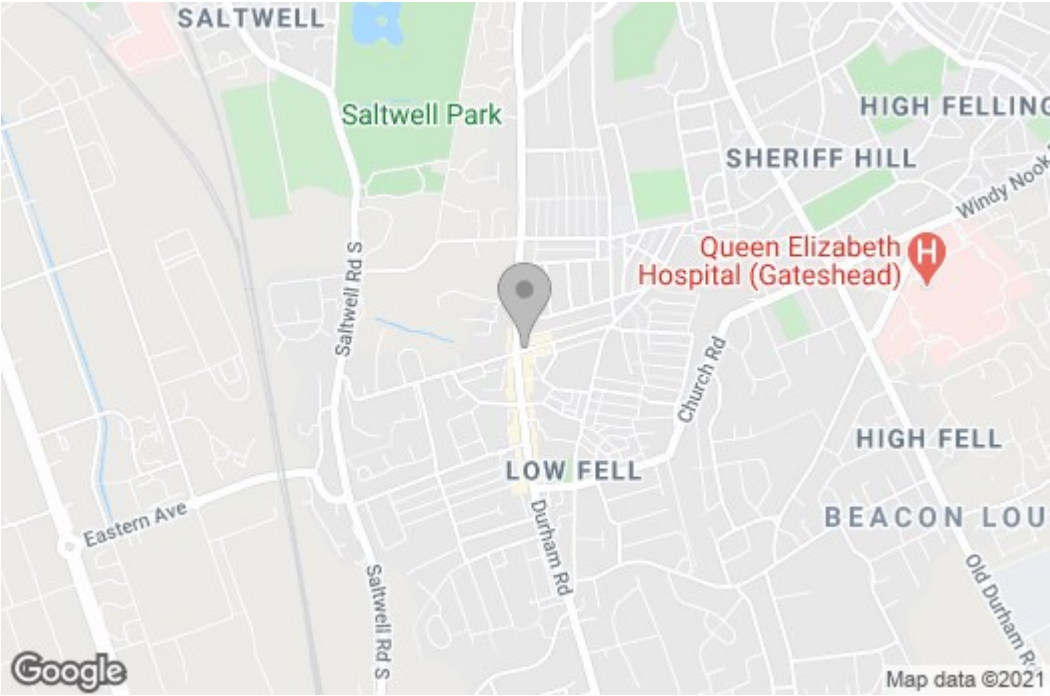 SALTWELL
Saltwell Park
HIGH FELLING
SHERIFF HILL
Windy Nook
Queen Elizabeth
Hospital (Gateshead)
H
Saltwell Rd S
Church Rd
HIGH FELL
LOW FELL
BEACON LOU
Eastern Ave
Durham Rd
Old Durham Rd
Saltwell Rd S
Google
Map data ©2021